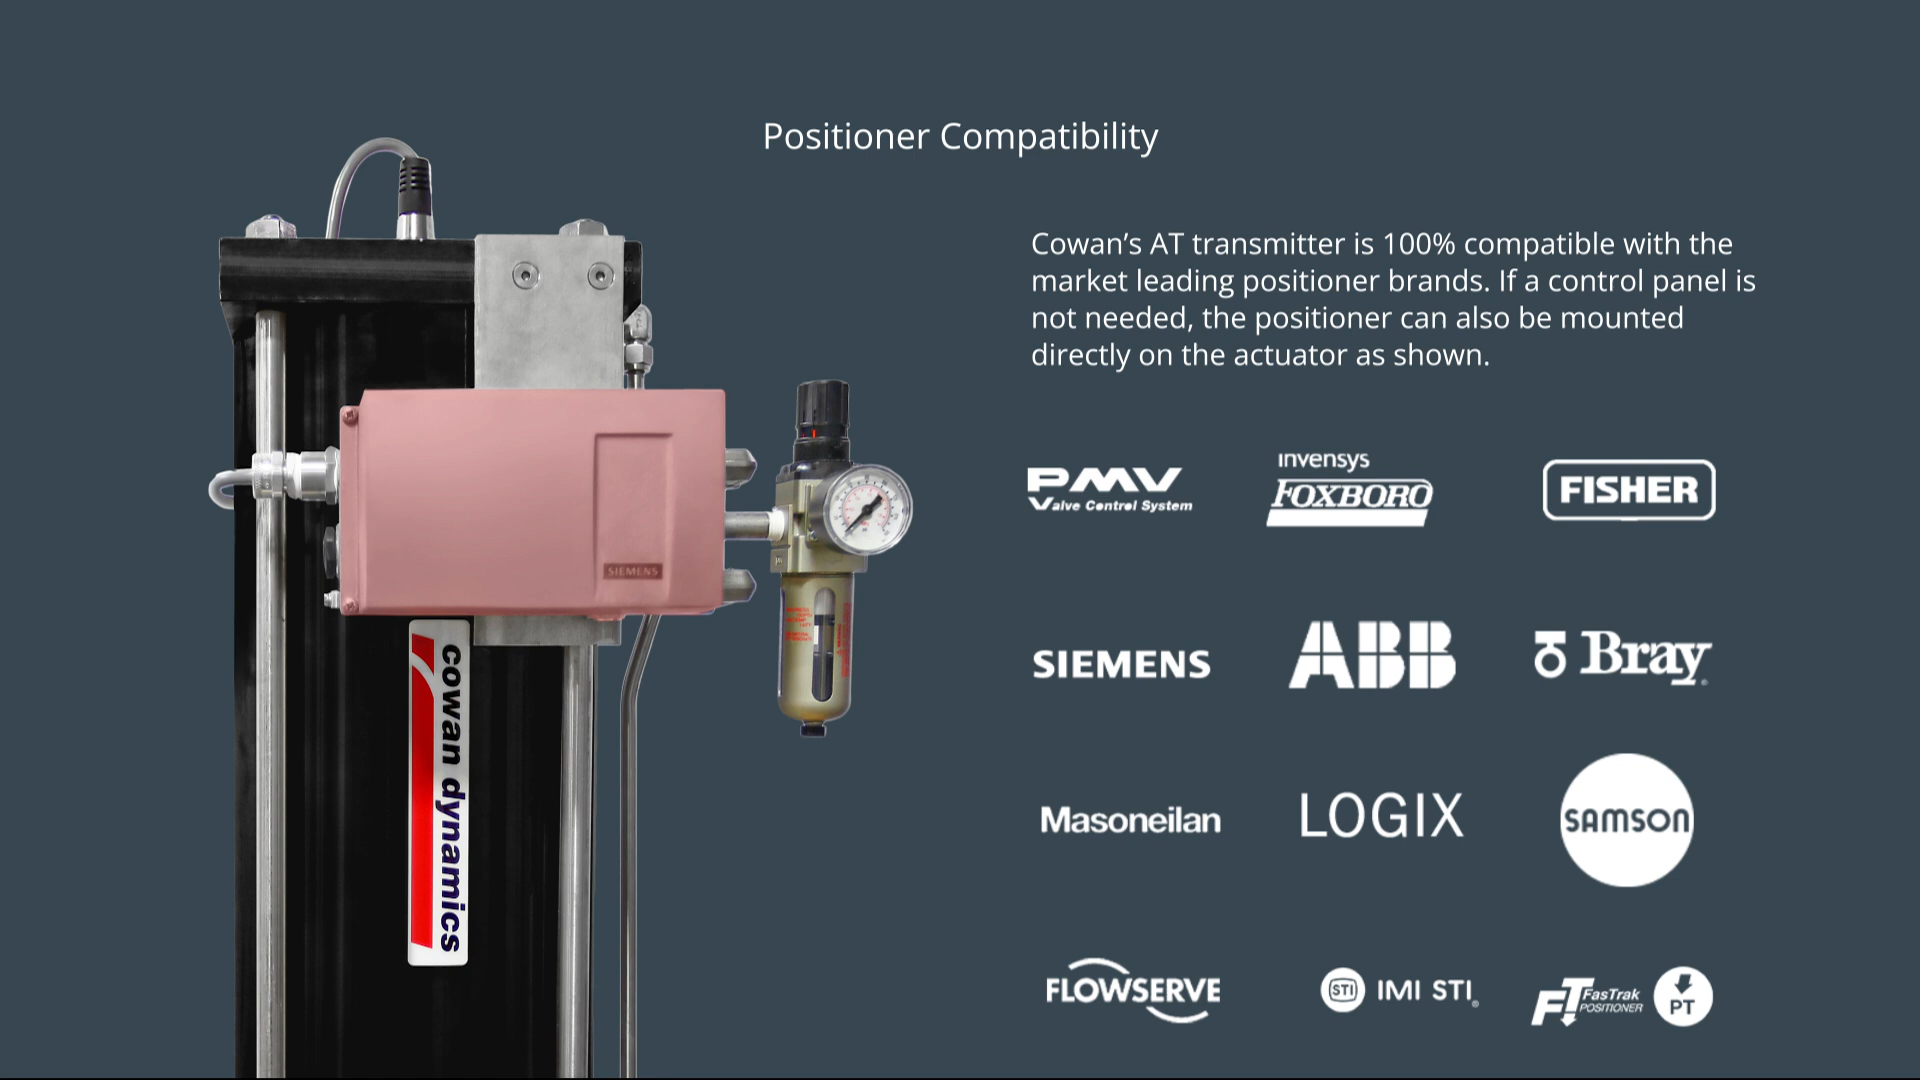 Positioner Compatibility
Cowan’s AT transmitter is 100% compatible with the
market leading positioner brands. If a control panel is
not needed, the positioner can also be mounted
directly on the actuator as shown.
SIEMENS
cowan dynamics
PMV
Valve Control System
invensys
FOXBORO
FISHER
SIEMENS
ABB
Bray
Masoneilan
LOGIX
SAMSON
FLOWSERVE
STI IMI STI
FT FasTrak
POSITIONER
PT